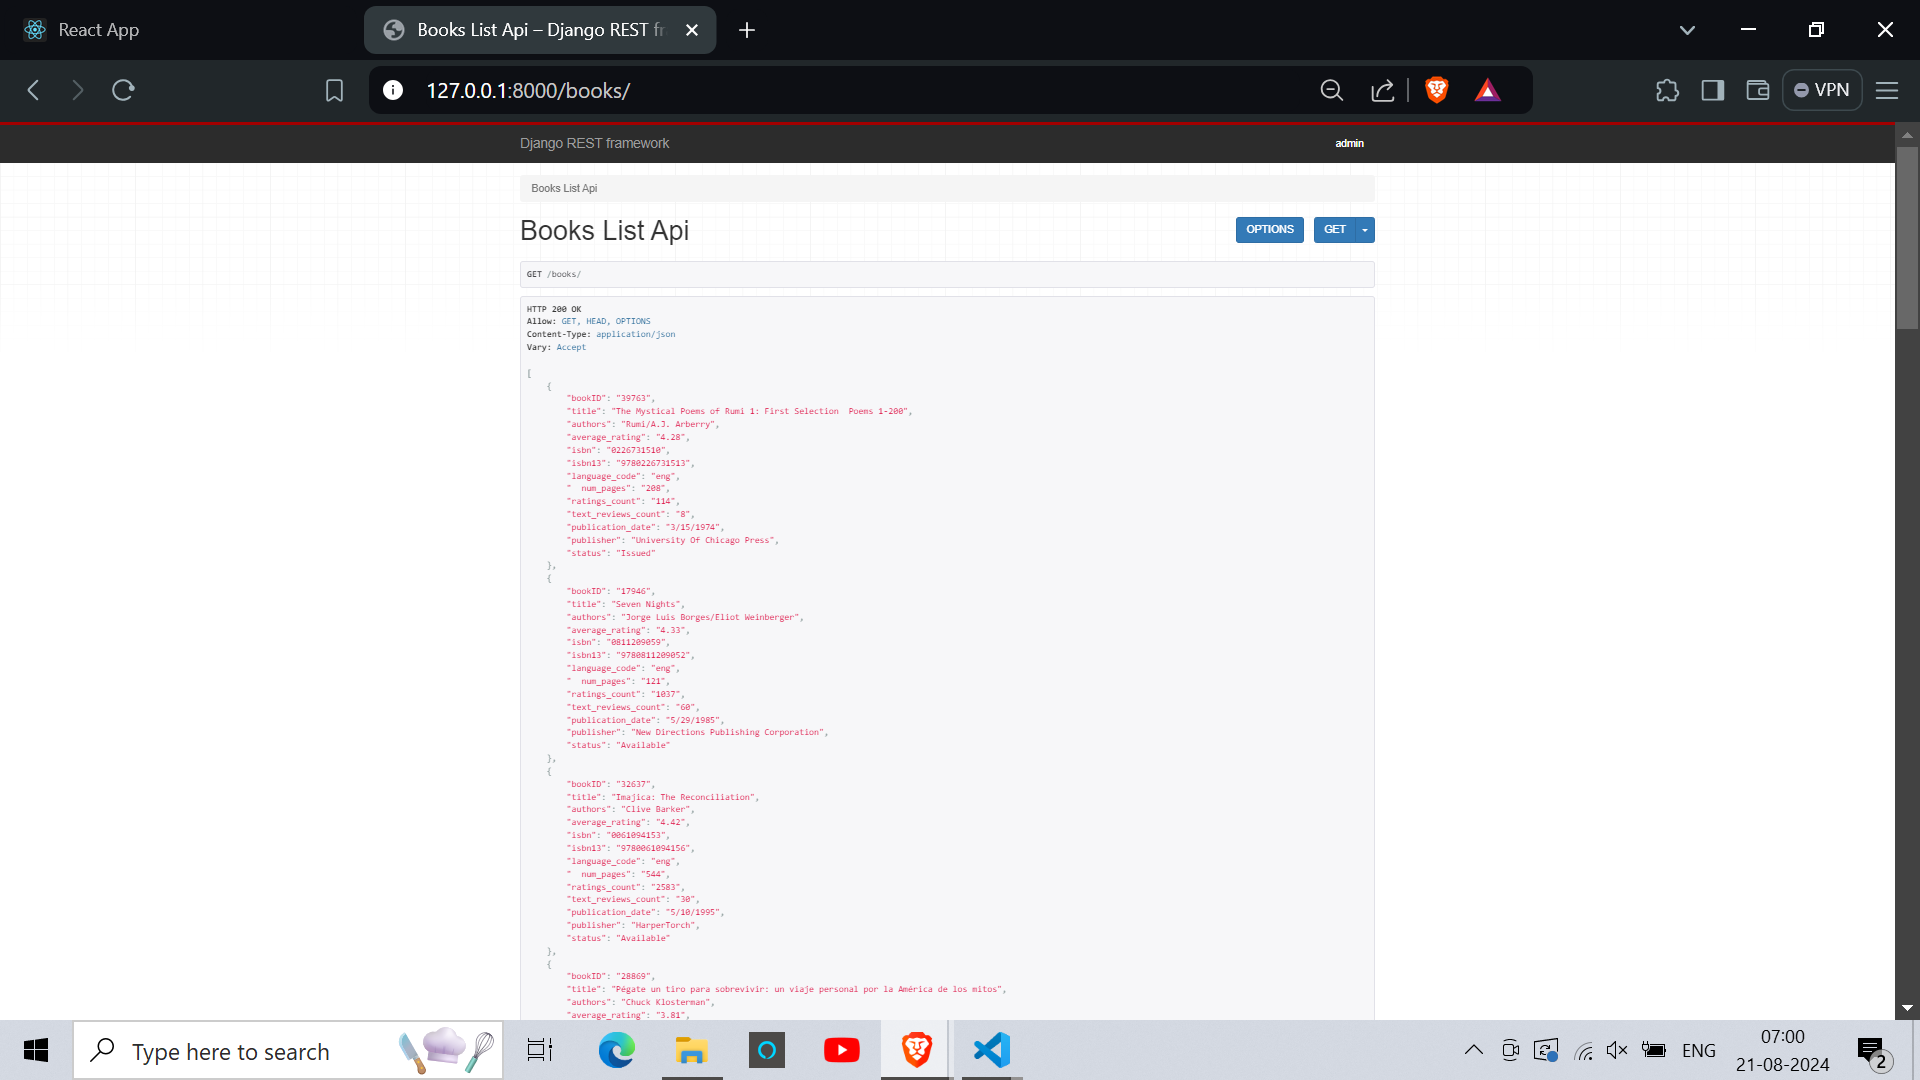 React App
Books List Api – Django REST fr
127.0.0.1:8000/books/
VPN
Django REST framework
admin
Books List Api
Books List Api
OPTIONS
GET
GET /books/
HTTP 200 OK
Allow: GET, HEAD, OPTIONS
Content-Type: application/json
Vary: Accept
[
{
"bookID": "39763",
"title": "The Mystical Poems of Rumi 1: First Selection  Poems 1-200",
"authors": "Rumi/A.J. Arberry",
"average_rating": "4.28",
"isbn": "0226731510",
"isbn13": "9780226731513",
"language_code": "eng",
"  num_pages": "208",
"ratings_count": "114",
"text_reviews_count": "8",
"publication_date": "3/15/1974",
"publisher": "University Of Chicago Press",
"status": "Issued"
},
{
"bookID": "17946",
"title": "Seven Nights",
"authors": "Jorge Luis Borges/Eliot Weinberger",
"average_rating": "4.33",
"isbn": "0811209059",
"isbn13": "9780811209052",
"language_code": "eng",
"  num_pages": "121",
"ratings_count": "1037",
"text_reviews_count": "60",
"publication_date": "5/29/1985",
"publisher": "New Directions Publishing Corporation",
"status": "Available"
},
{
"bookID": "32637",
"title": "Imajica: The Reconciliation",
"authors": "Clive Barker",
"average_rating": "4.42",
"isbn": "0061094153",
"isbn13": "9780061094156",
"language_code": "eng",
"  num_pages": "544",
"ratings_count": "2583",
"text_reviews_count": "30",
"publication_date": "5/10/1995",
"publisher": "HarperTorch",
"status": "Available"
},
{
"bookID": "28869",
"title": "Pégate un tiro para sobrevivir: un viaje personal por la América de los mitos",
"authors": "Chuck Klosterman",
"average_rating": "3.81",
Type here to search
ENG
07:00
21-08-2024
2